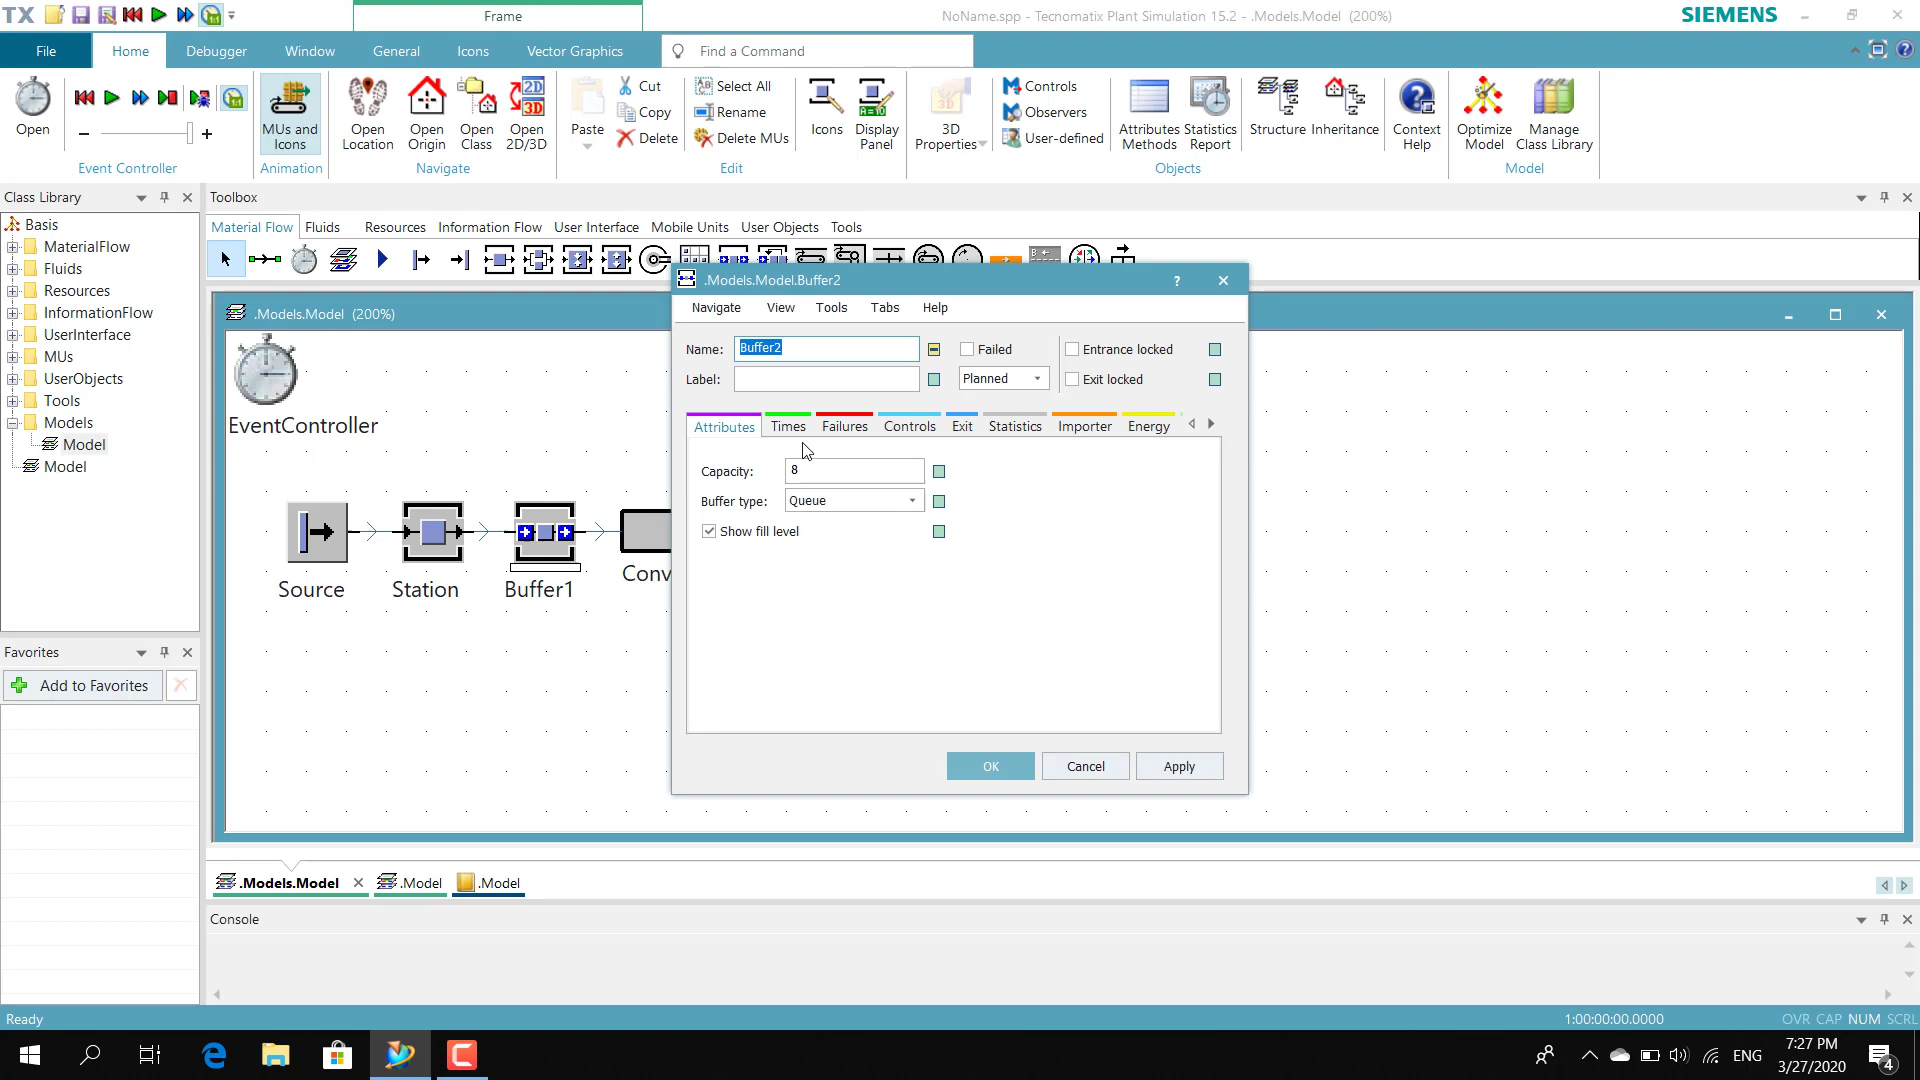 TX
Frame
NoName.spp - Tecnomatix Plant Simulation 15.2 - .Models.Model (200%)
SIEMENS
File
Home
Debugger
Window
General
Icons
Vector Graphics
Find a Command
Open
Event Controller
MUs and
Icons
Animation
Open
Location
Open
Origin
Open
Class
Open
2D/3D
Navigate
Paste
Cut
Copy
Delete
Select All
Rename
Delete MUs
Edit
Icons
Display
Panel
3D
Properties
Controls
Observers
User-defined
Attributes
Methods
Statistics
Report
Structure
Inheritance
Objects
Context
Help
Optimize
Model
Manage
Class Library
Model
Class Library
Basis
MaterialFlow
Fluids
Resources
InformationFlow
UserInterface
MUs
UserObjects
Tools
Models
Model
Model
Favorites
Add to Favorites
Toolbox
Material Flow
Fluids
Resources
Information Flow
User Interface
Mobile Units
User Objects
Tools
.Models.Model (200%)
EventController
Source
Station
Buffer1
Conv
.Models.Model.Buffer2
Navigate
View
Tools
Tabs
Help
Name:
Buffer2
Failed
Entrance locked
Label:
Planned
Exit locked
Attributes
Times
Failures
Controls
Exit
Statistics
Importer
Energy
Capacity:
8
Buffer type:
Queue
Show fill level
OK
Cancel
Apply
.Models.Model
.Model
.Model
Console
Ready
1:00:00:00.0000
OVR CAP NUM SCRL
ENG
7:27 PM
3/27/2020
4